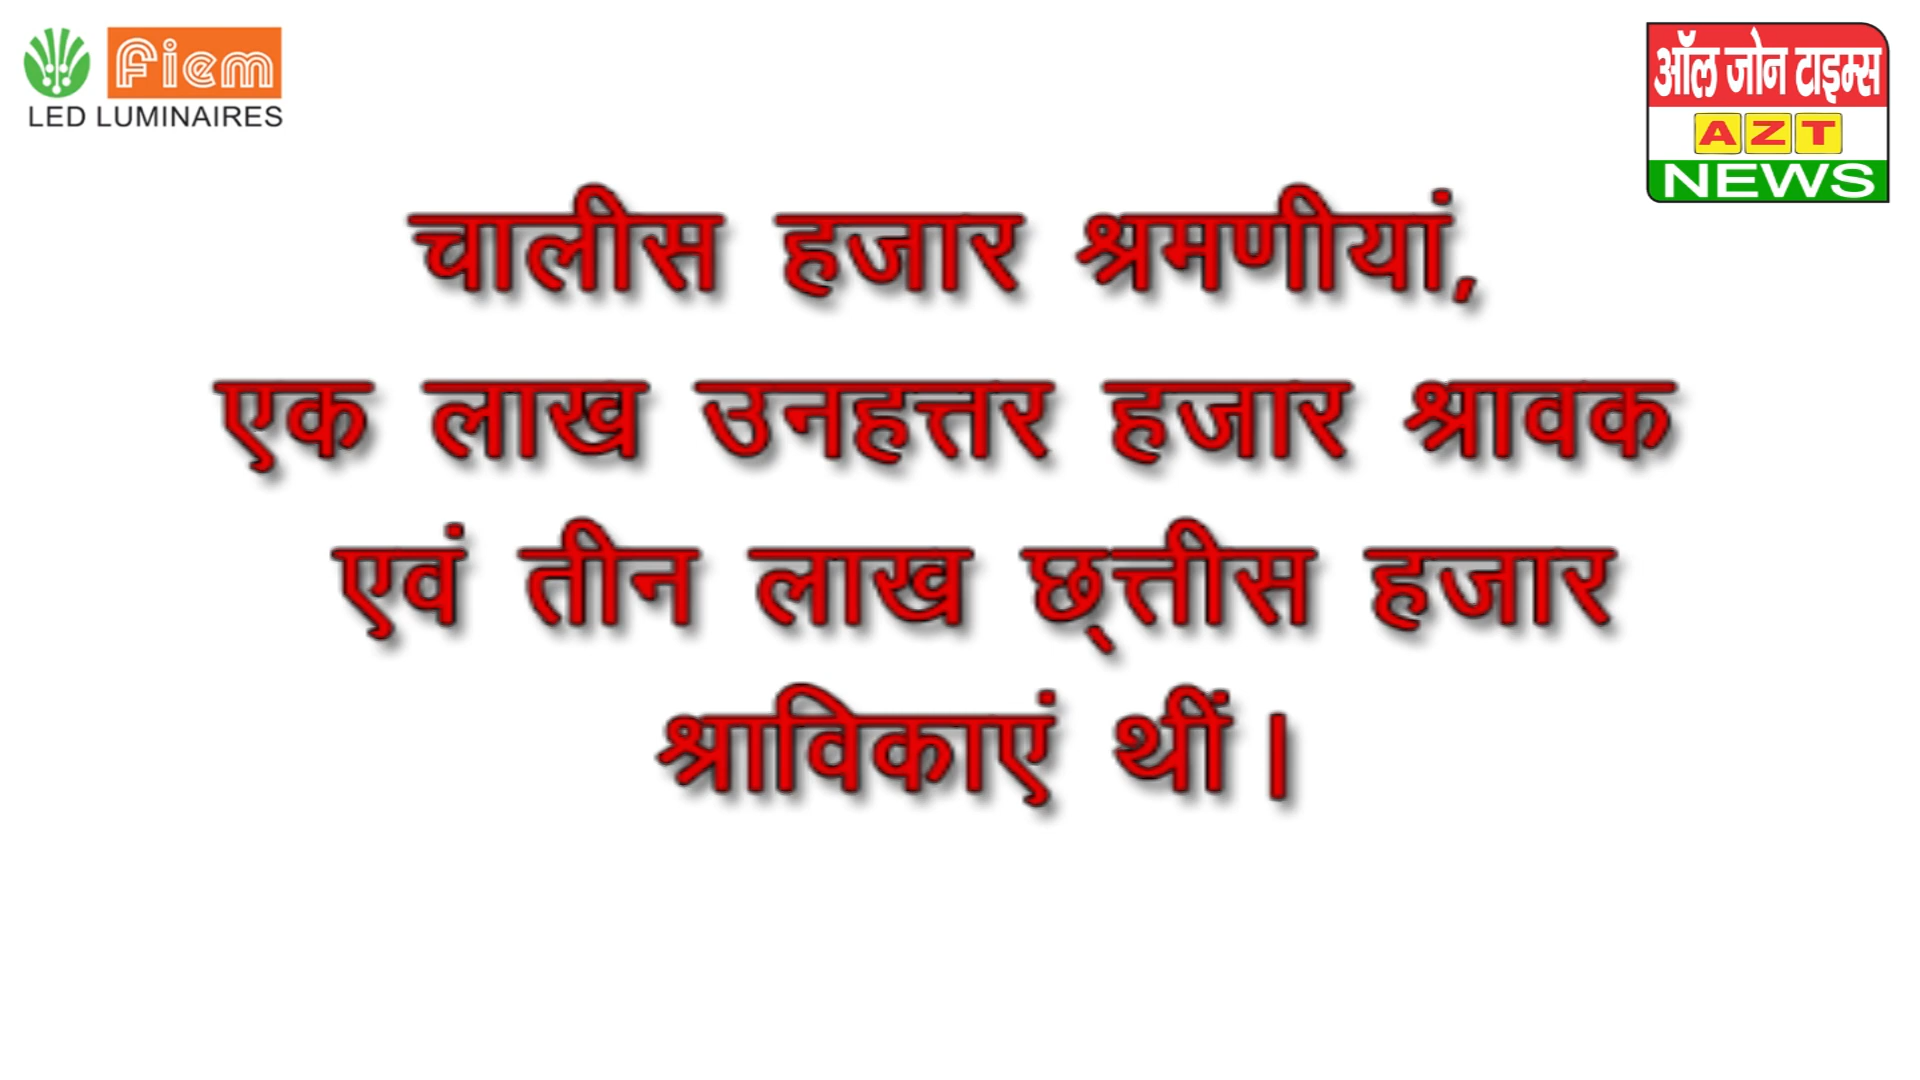 Fiem
LED LUMINAIRES
ऑल जोन टाइम्स
AZT
NEWS
चालीस हजार श्रमणीयां,
एक लाख उनहत्तर हजार श्रावक
एवं तीन लाख छ्त्तीस हजार
श्राविकाएं थीं।